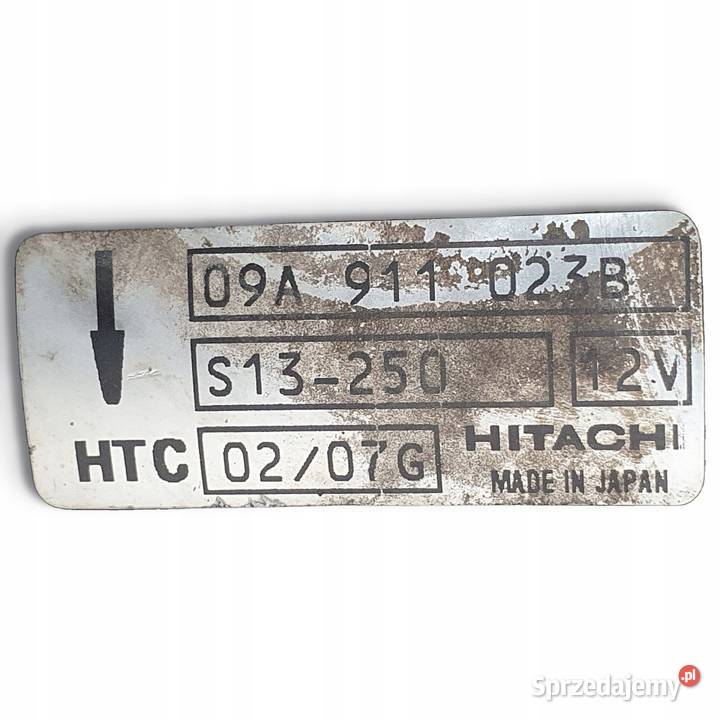 09A 911 023B
S13-250 12V
HTC 02/07G HITACHI
MADE IN JAPAN
Sprzedajemy.pl